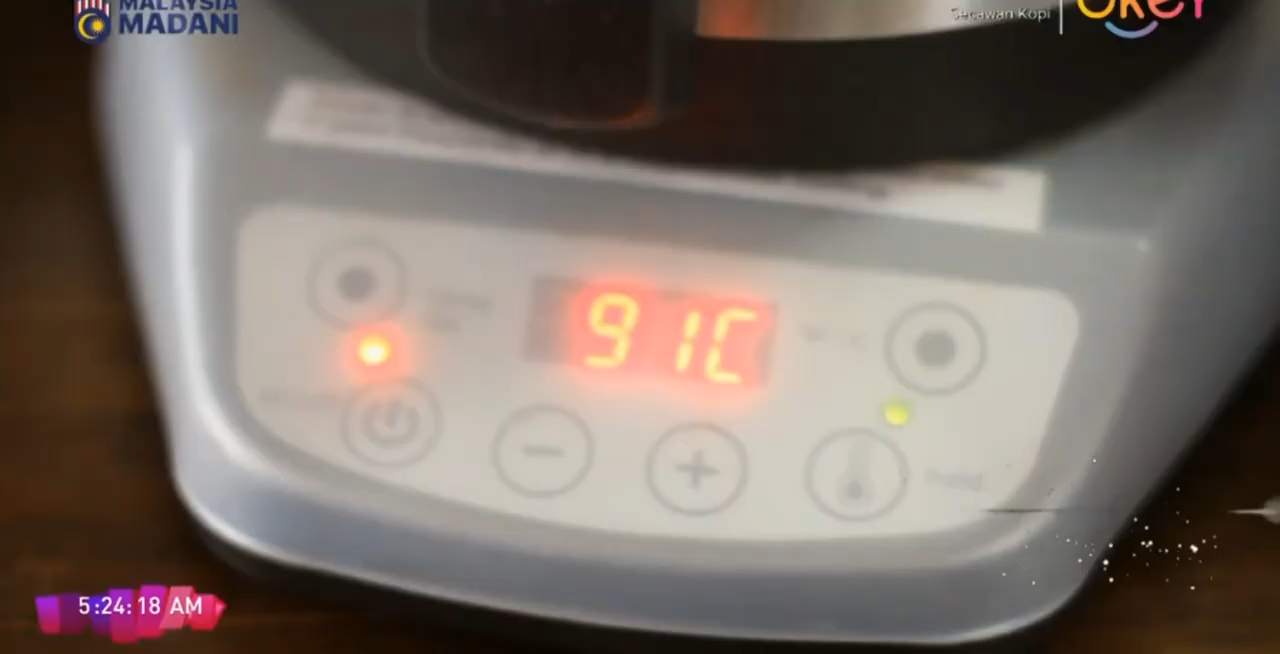 MALAYSIA
MADANI
Secawan Kopi
OKEY
91C
5:24:18 AM